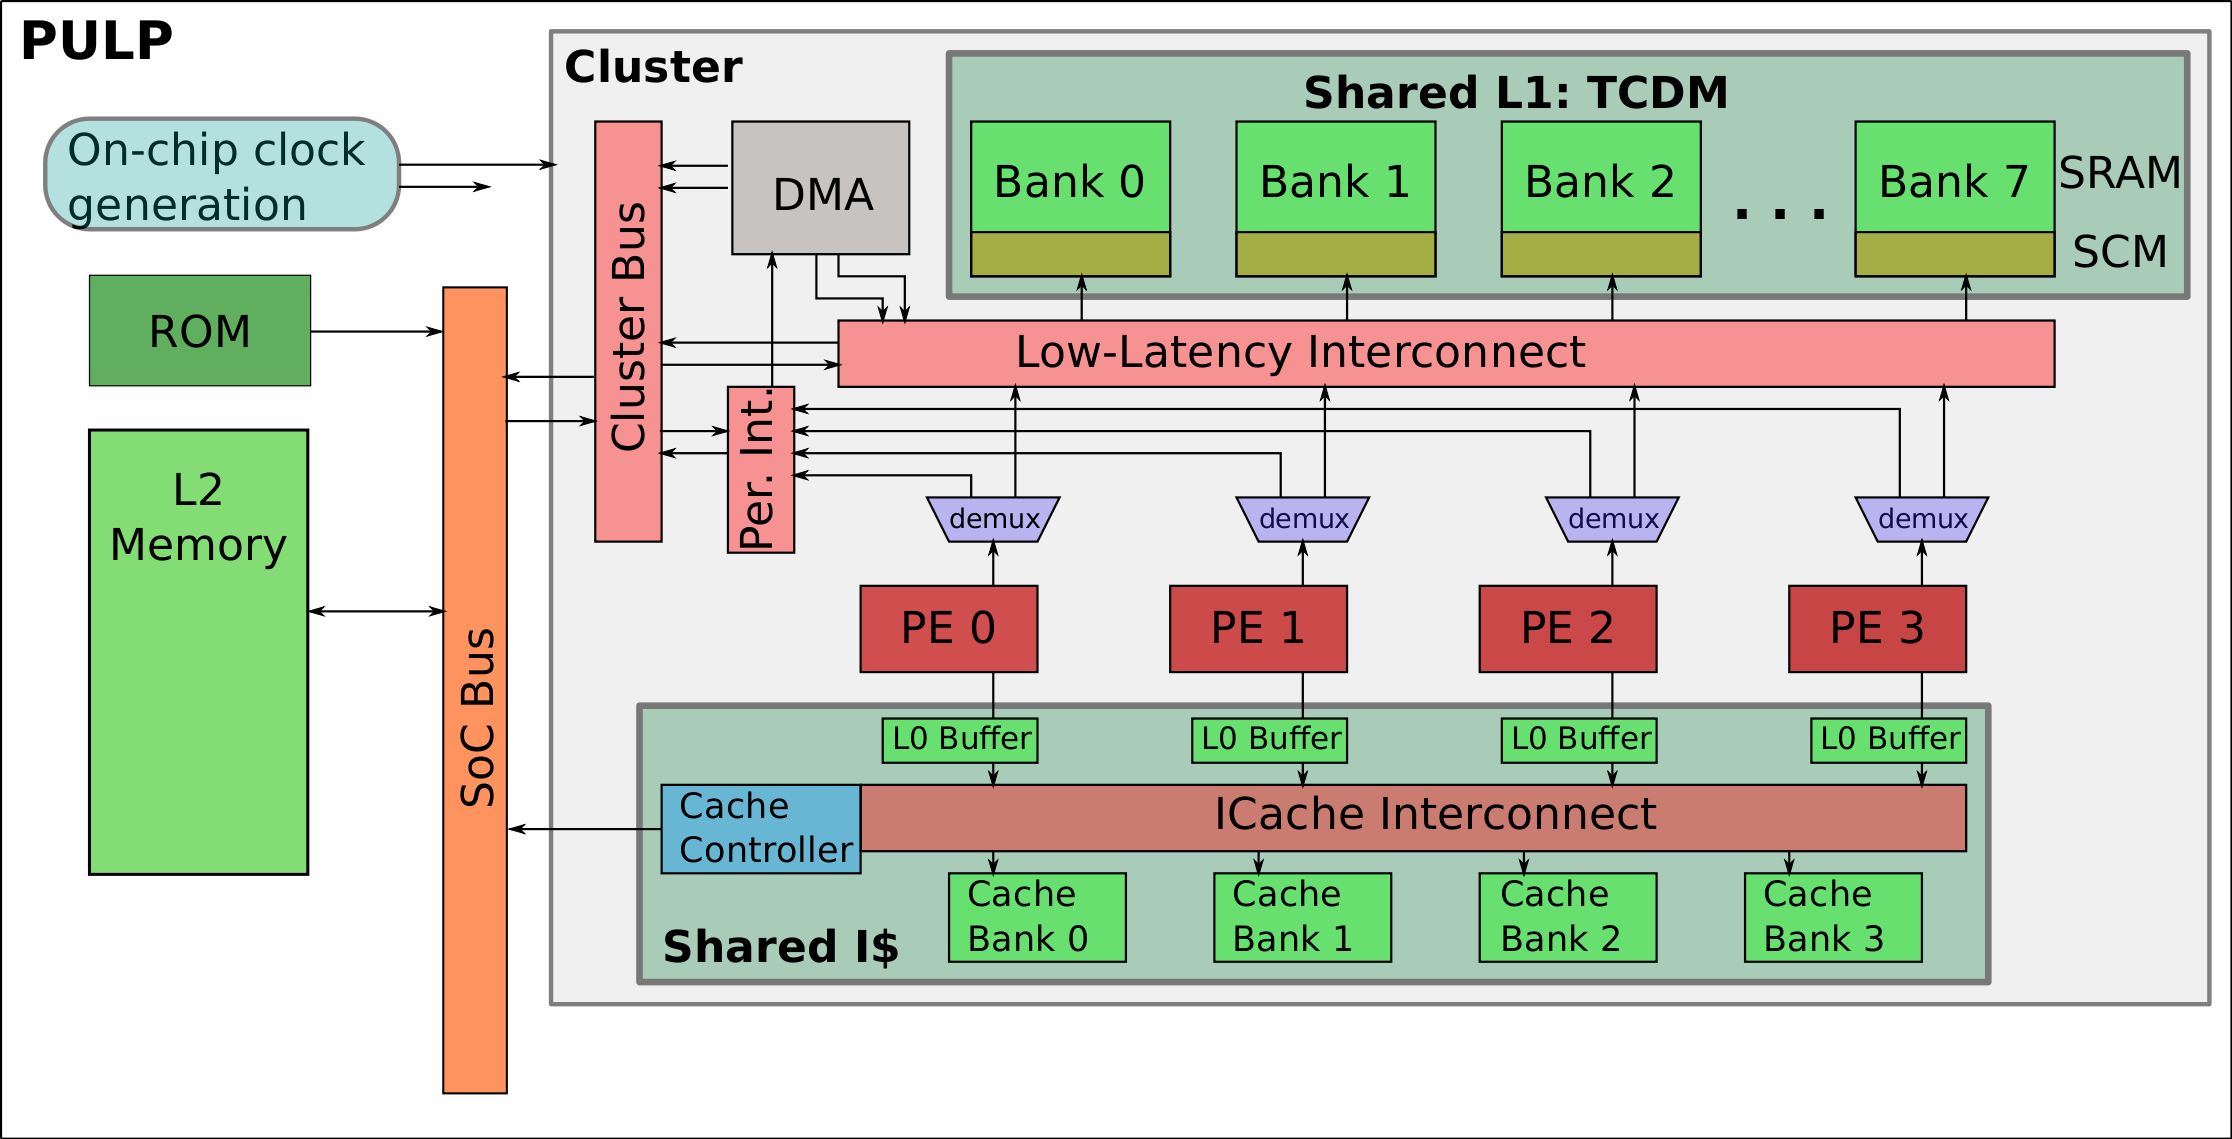 PULP
Cluster
Shared L1: TCDM
On-chip clock
generation
DMA
Bank 0
Bank 1
Bank 2
. . .
Bank 7
SRAM
SCM
Cluster Bus
ROM
Low-Latency Interconnect
Per. Int.
L2
Memory
demux
demux
demux
demux
PE 0
PE 1
PE 2
PE 3
SoC Bus
L0 Buffer
L0 Buffer
L0 Buffer
L0 Buffer
Cache
Controller
ICache Interconnect
Cache
Bank 0
Cache
Bank 1
Cache
Bank 2
Cache
Bank 3
Shared I$